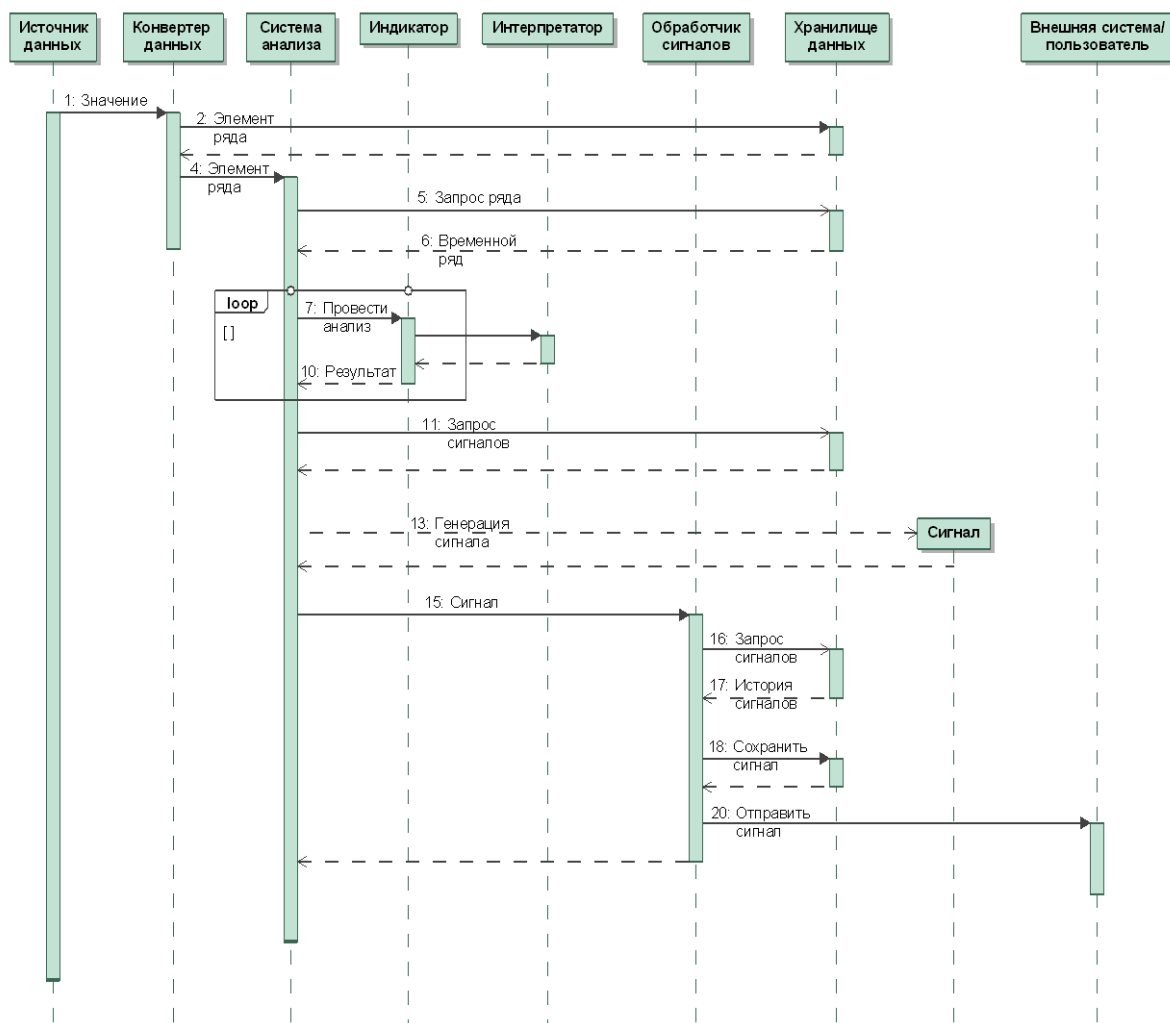 Источник
данных
Конвертер
данных
Система
анализа
Индикатор
Интерпретатор
Обработчик
сигналов
Хранилище
данных
Внешняя система/
пользователь
1: Значение
2: Элемент
ряда
4: Элемент
ряда
5: Запрос ряда
6: Временной
ряд
loop
[ ]
7: Провести
анализ
10: Результат
11: Запрос
сигналов
13: Генерация
сигнала
Сигнал
15: Сигнал
16: Запрос
сигналов
17: История
сигналов
18: Сохранить
сигнал
20: Отправить
сигнал